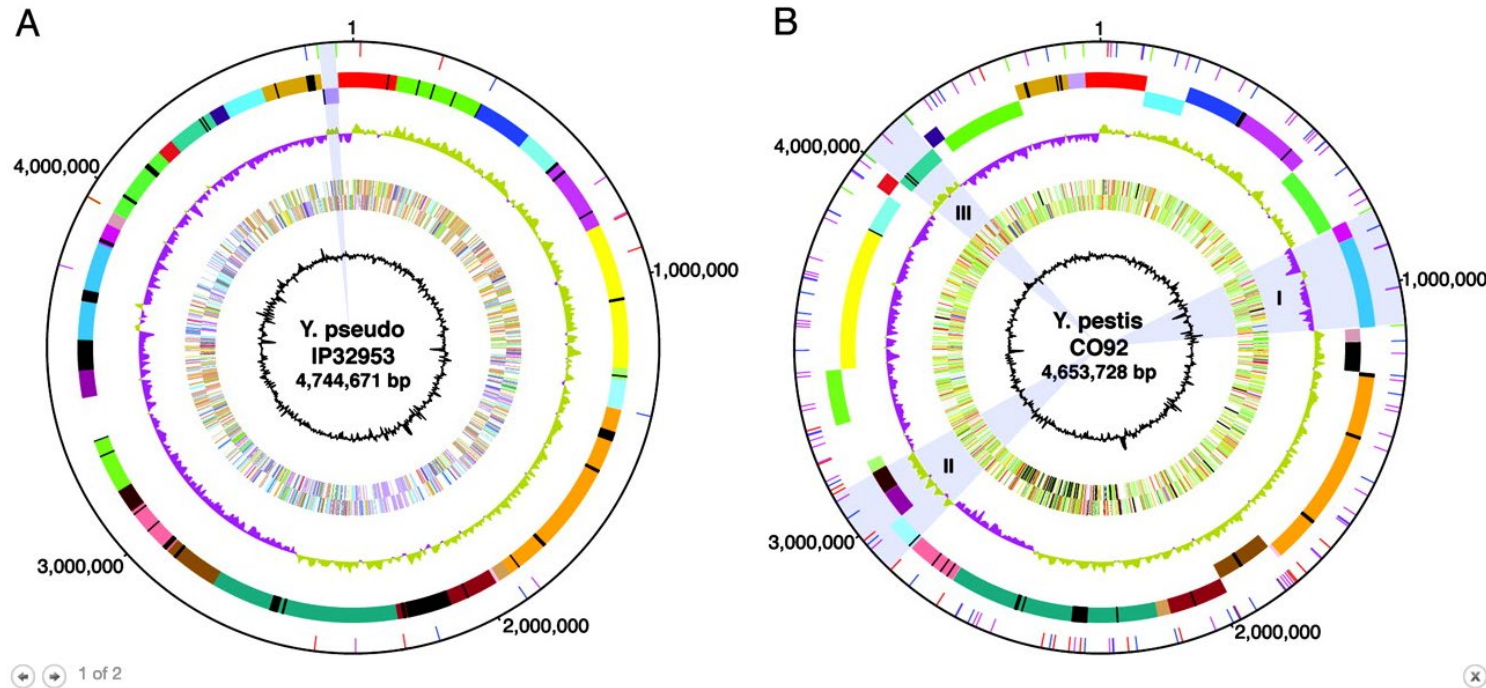 A
B
1
1
4,000,000
4,000,000
III
1,000,000
I
1,000,000
Y. pseudo
IP32953
4,744,671 bp
Y. pestis
CO92
4,653,728 bp
II
3,000,000
3,000,000
2,000,000
2,000,000
1 of 2
X